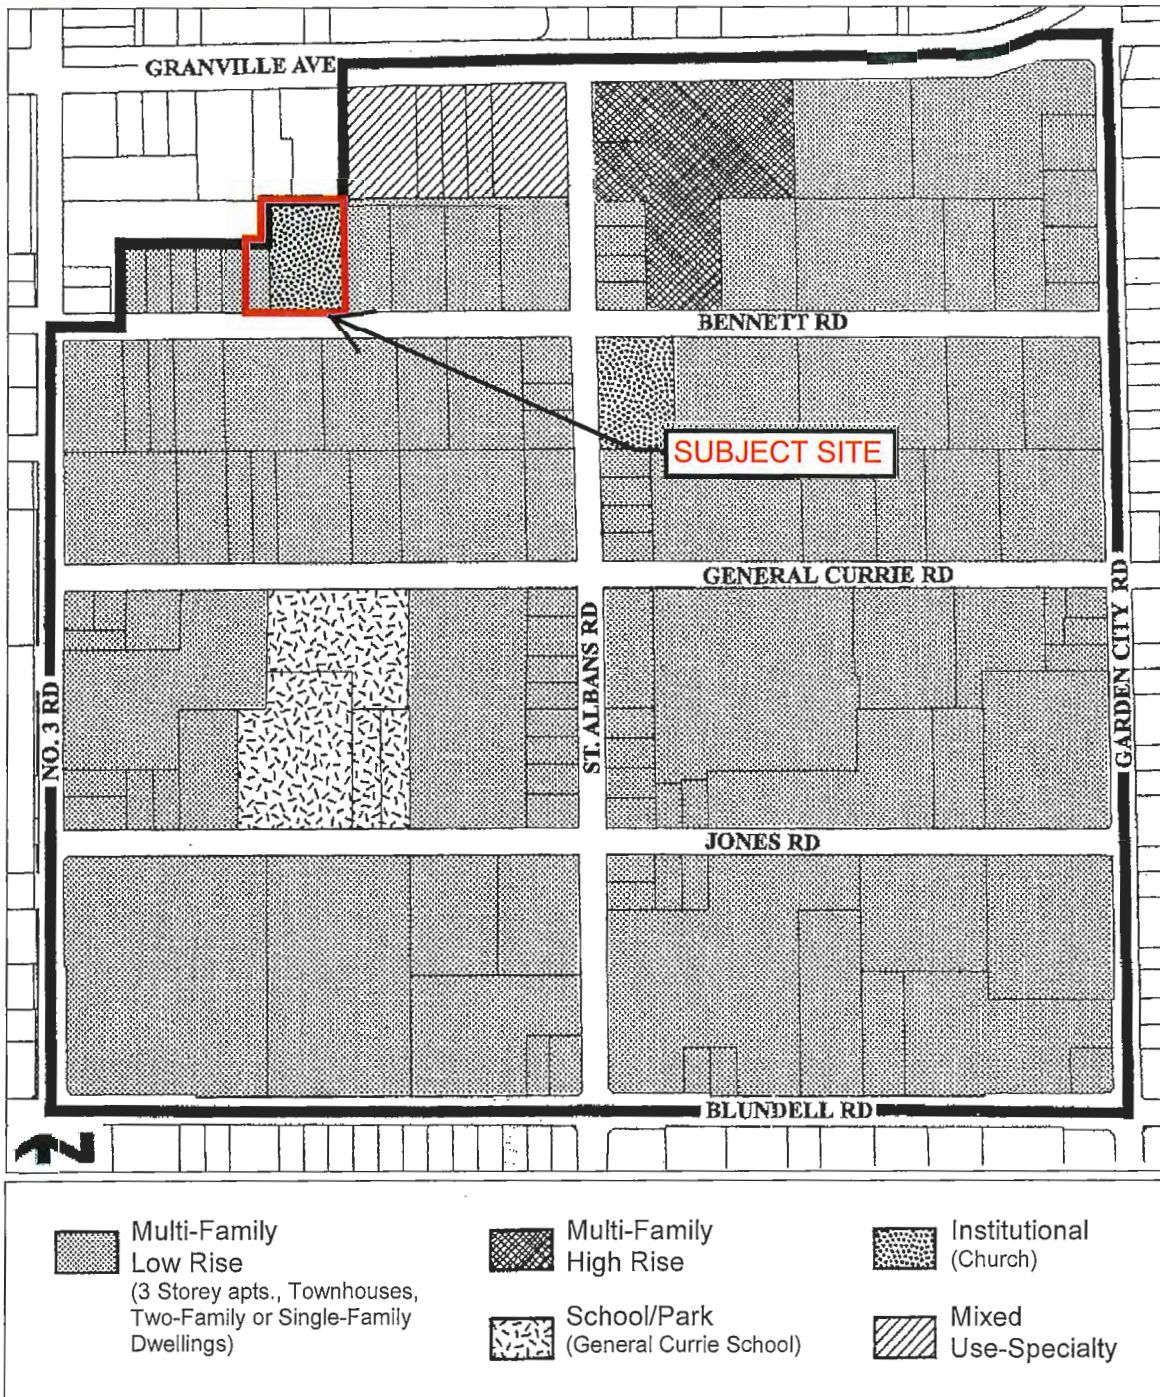 GRANVILLE AVE
BENNETT RD
SUBJECT SITE
GENERAL CURRIE RD
NO. 3 RD
ST. ALBANS RD
GARDEN CITY RD
JONES RD
BLUNDELL RD
N
Multi-Family
Low Rise
(3 Storey apts., Townhouses,
Two-Family or Single-Family
Dwellings)
Multi-Family
High Rise
School/Park
(General Currie School)
Institutional
(Church)
Mixed
Use-Specialty